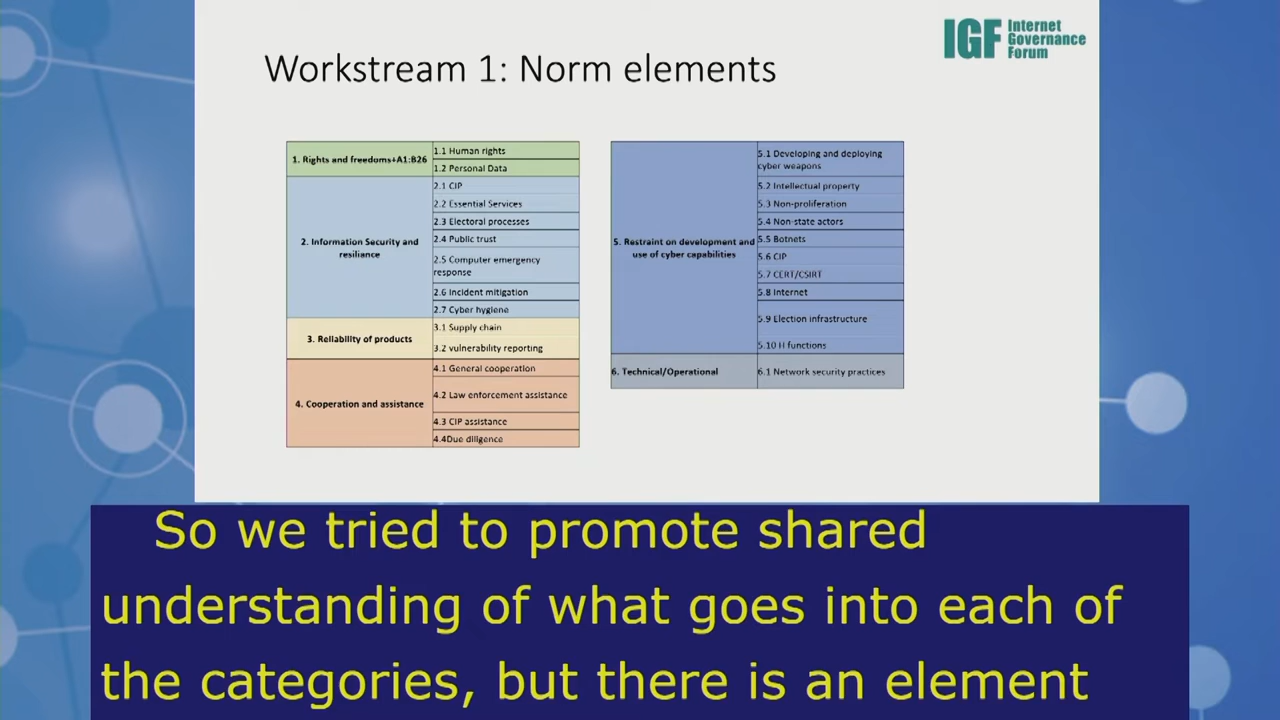 IGF Internet
Governance
Forum
Workstream 1: Norm elements
1. Rights and freedoms+A1:B26
1.1 Human rights
1.2 Personal Data
2. Information Security and
resiliance
2.1 CIP
2.2 Essential Services
2.3 Electoral processes
2.4 Public trust
2.5 Computer emergency
response
2.6 Incident mitigation
2.7 Cyber hygiene
3. Reliability of products
3.1 Supply chain
3.2 vulnerability reporting
4. Cooperation and assistance
4.1 General cooperation
4.2 Law enforcement assistance
4.3 CIP assistance
4.4Due diligence
5. Restraint on development and
use of cyber capabilities
5.1 Developing and deploying
cyber weapons
5.2 Intellectual property
5.3 Non-proliferation
5.4 Non-state actors
5.5 Botnets
5.6 CIP
5.7 CERT/CSIRT
5.8 Internet
5.9 Election infrastructure
5.10 functions
6. Technical/Operational
6.1 Network security practices
So we tried to promote shared
understanding of what goes into each of
the categories, but there is an element